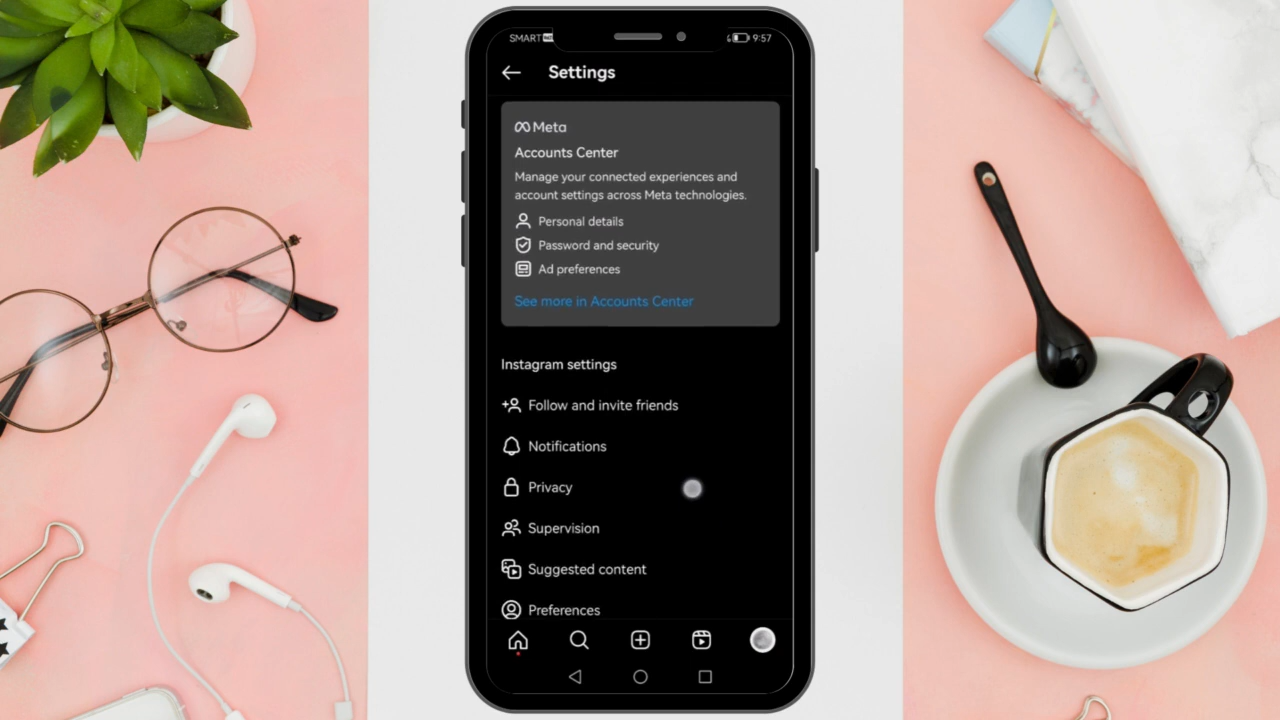 SMART
9:57
Settings
Meta
Accounts Center
Manage your connected experiences and
account settings across Meta technologies.
Personal details
Password and security
Ad preferences
See more in Accounts Center
Instagram settings
Follow and invite friends
Notifications
Privacy
Supervision
Suggested content
Preferences